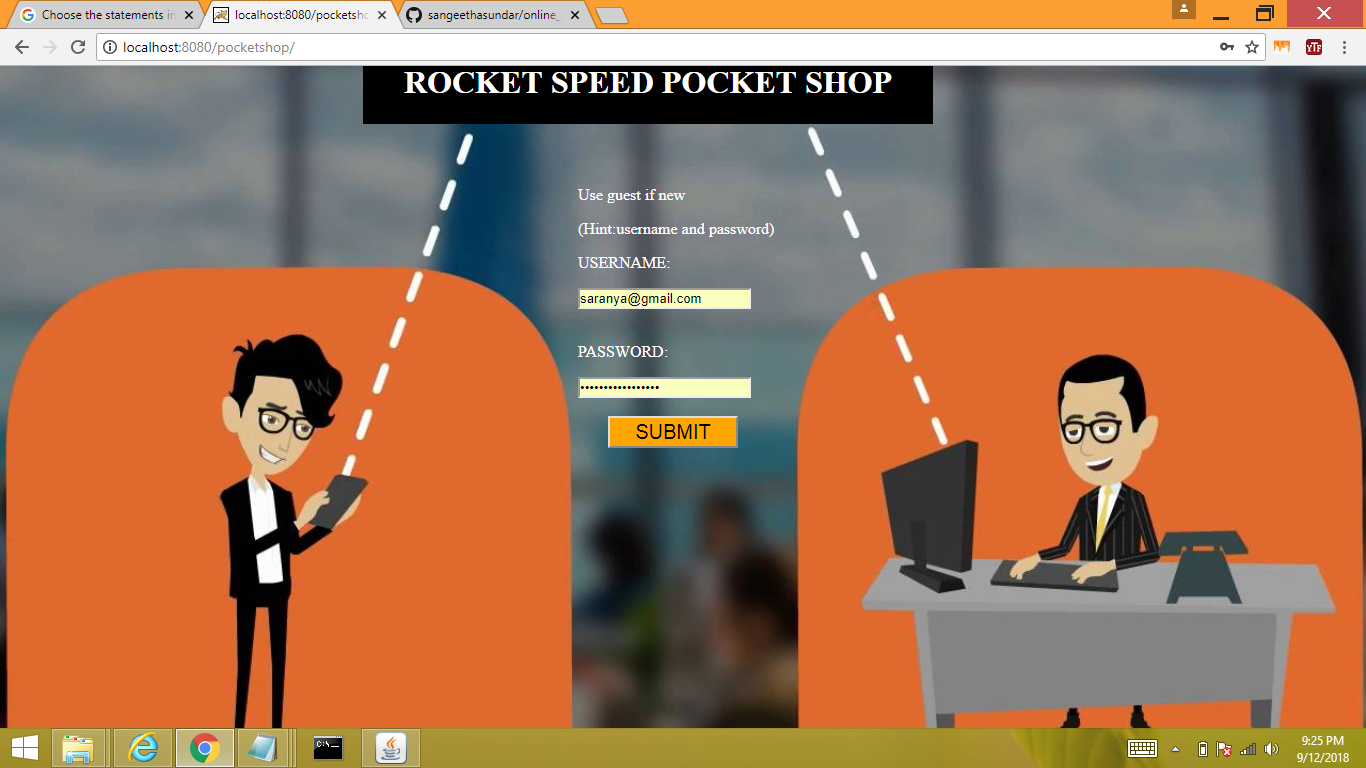 Choose the statements in
localhost:8080/pocketsho
sangeethasundar/online_
localhost:8080/pocketshop/
YTF
ROCKET SPEED POCKET SHOP
Use guest if new
(Hint:username and password)
USERNAME:
saranya@gmail.com
PASSWORD:
••••••••••••••••••
SUBMIT
C:\_
9:25 PM
9/12/2018